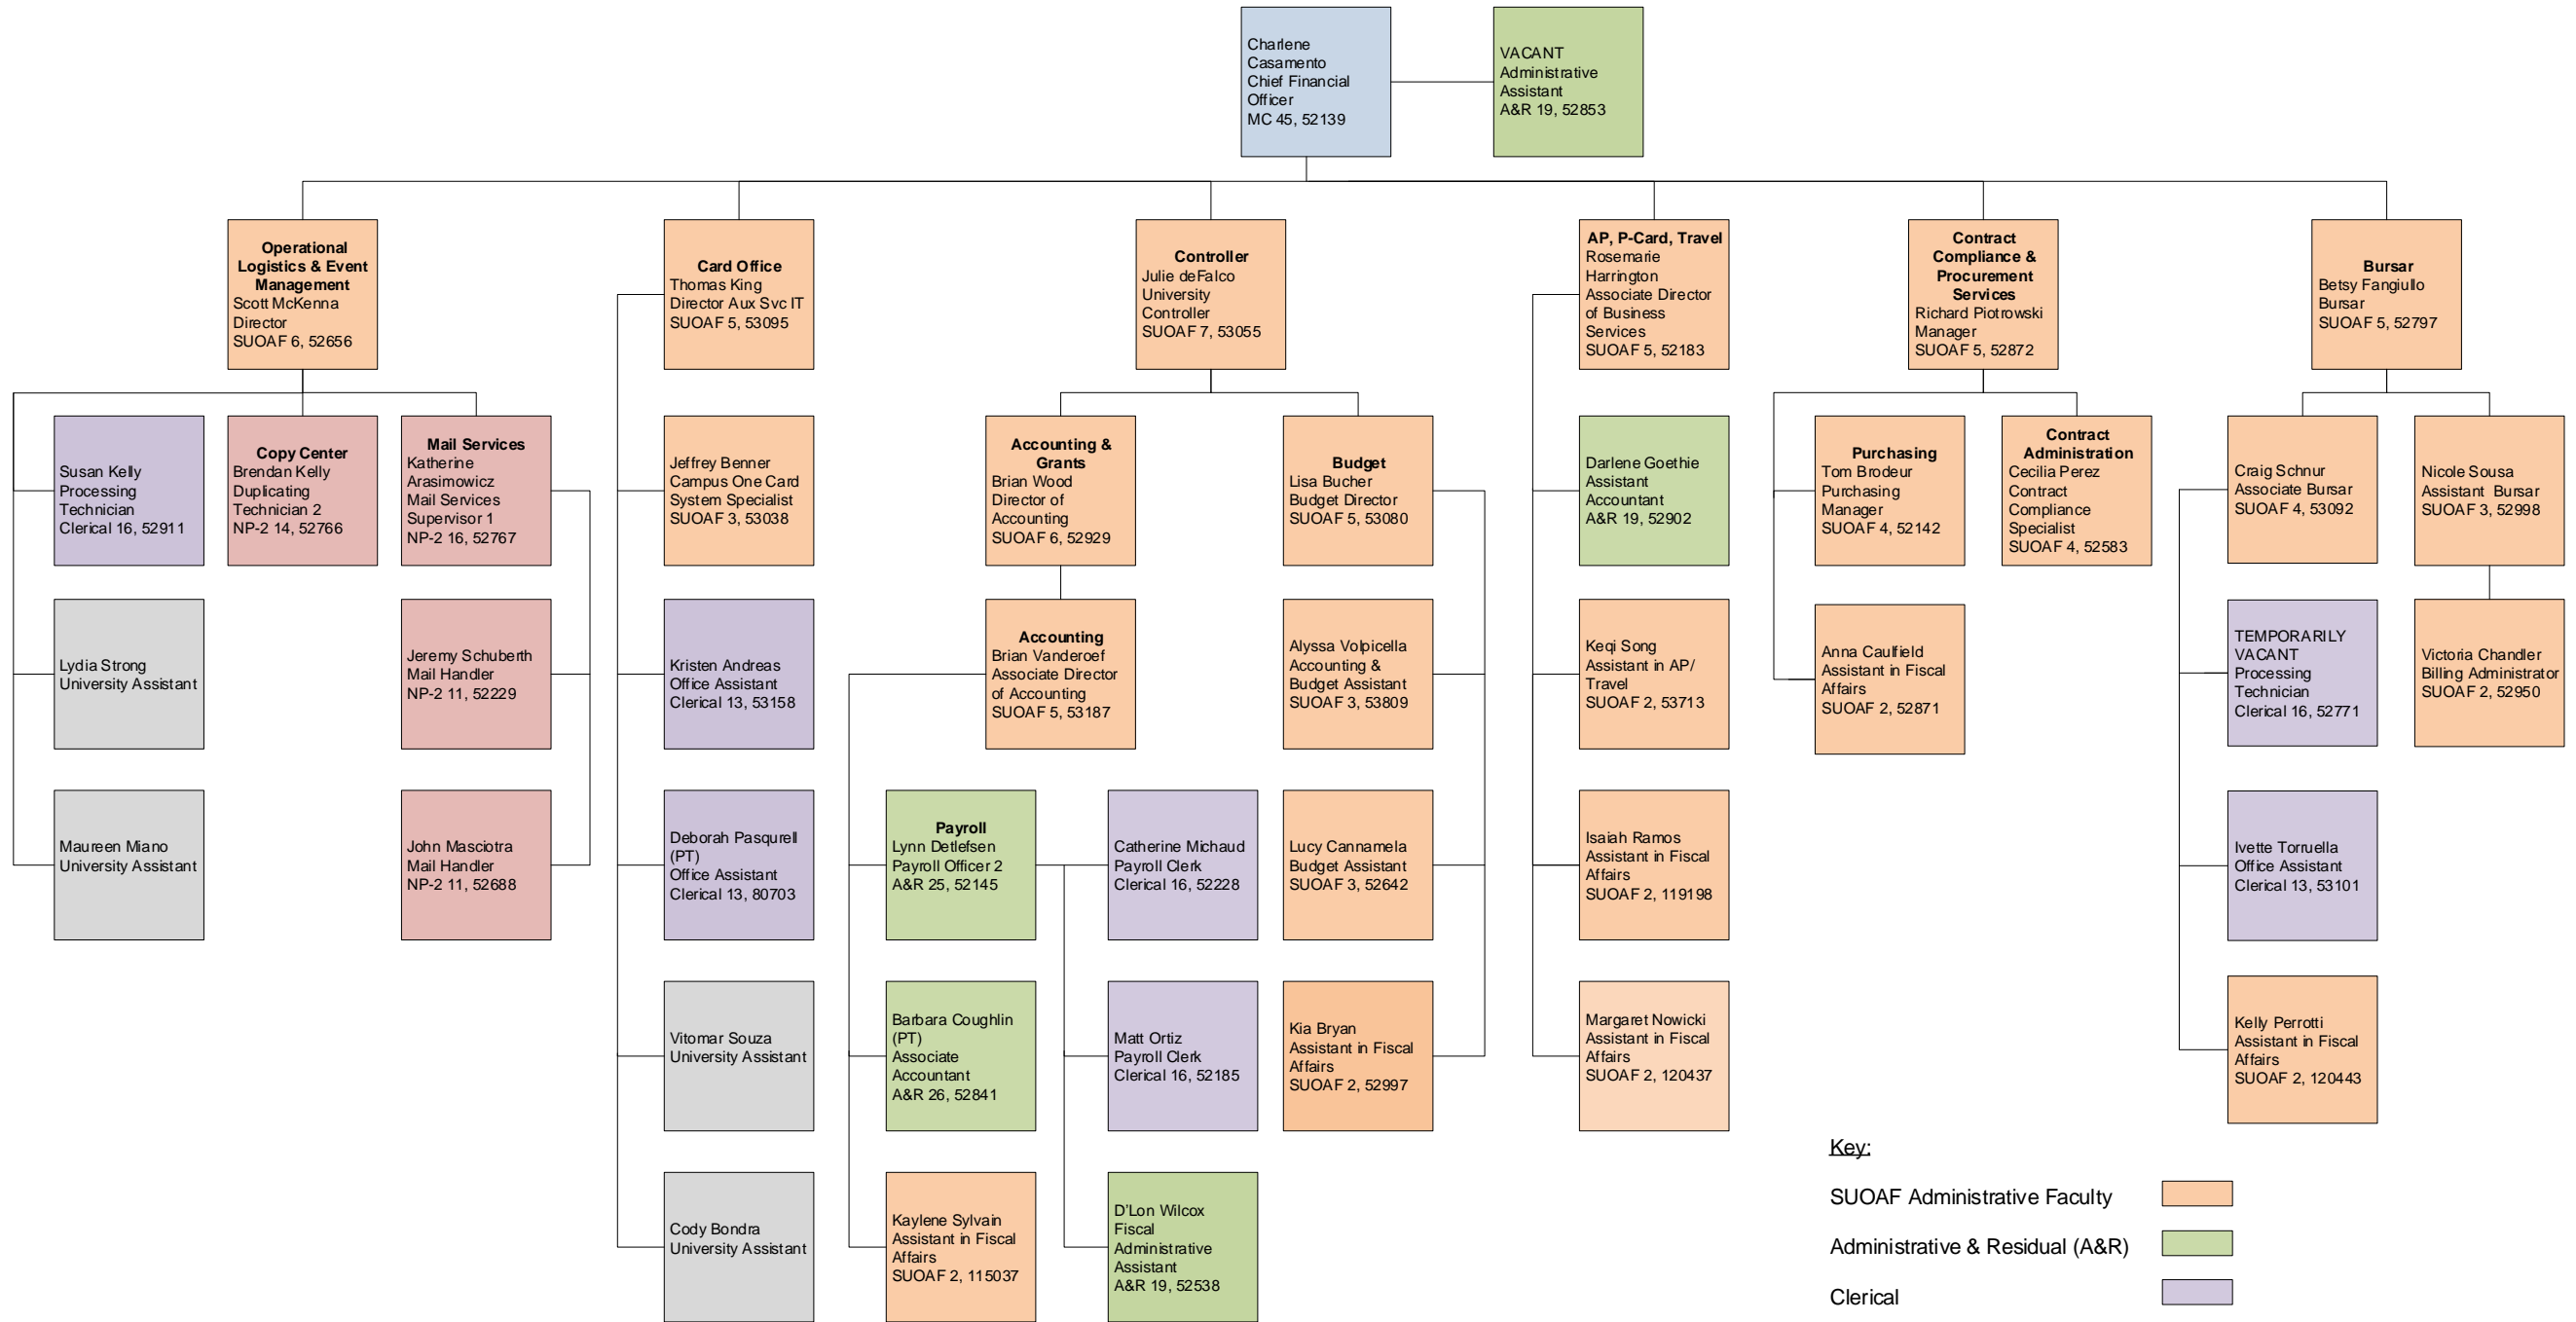 Charlene
Casamento
Chief Financial
Officer
MC 45, 52139
VACANT
Administrative
Assistant
A&R 19, 52853
Operational
Logistics & Event
Management
Scott McKenna
Director
SUOAF 6, 52656
Card Office
Thomas King
Director Aux Svc IT
SUOAF 5, 53095
Controller
Julie deFalco
University
Controller
SUOAF 7, 53055
AP, P-Card, Travel
Rosemarie
Harrington
Associate Director
of Business
Services
SUOAF 5, 52183
Contract
Compliance &
Procurement
Services
Richard Piotrowski
Manager
SUOAF 5, 52872
Bursar
Betsy Fangiullo
Bursar
SUOAF 5, 52797
Susan Kelly
Processing
Technician
Clerical 16, 52911
Copy Center
Brendan Kelly
Duplicating
Technician 2
NP-2 14, 52766
Mail Services
Katherine
Arasimowicz
Mail Services
Supervisor 1
NP-2 16, 52767
Jeffrey Benner
Campus One Card
System Specialist
SUOAF 3, 53038
Accounting &
Grants
Brian Wood
Director of
Accounting
SUOAF 6, 52929
Budget
Lisa Bucher
Budget Director
SUOAF 5, 53080
Darlene Goethie
Assistant
Accountant
A&R 19, 52902
Purchasing
Tom Brodeur
Purchasing
Manager
SUOAF 4, 52142
Contract
Administration
Cecilia Perez
Contract
Compliance
Specialist
SUOAF 4, 52583
Craig Schnur
Associate Bursar
SUOAF 4, 53092
Nicole Sousa
Assistant Bursar
SUOAF 3, 52998
Lydia Strong
University Assistant
Jeremy Schuberth
Mail Handler
NP-2 11, 52229
Kristen Andreas
Office Assistant
Clerical 13, 53158
Accounting
Brian Vanderoef
Associate Director
of Accounting
SUOAF 5, 53187
Alyssa Volpicella
Accounting &
Budget Assistant
SUOAF 3, 53809
Keqi Song
Assistant in AP/
Travel
SUOAF 2, 53713
Anna Caulfield
Assistant in Fiscal
Affairs
SUOAF 2, 52871
TEMPORARILY
VACANT
Processing
Technician
Clerical 16, 52771
Victoria Chandler
Billing Administrator
SUOAF 2, 52950
Maureen Miano
University Assistant
John Masciotra
Mail Handler
NP-2 11, 52688
Deborah Pasqurell
(PT)
Office Assistant
Clerical 13, 80703
Payroll
Lynn Detlefsen
Payroll Officer 2
A&R 25, 52145
Catherine Michaud
Payroll Clerk
Clerical 16, 52228
Lucy Cannamela
Budget Assistant
SUOAF 3, 52642
Isaiah Ramos
Assistant in Fiscal
Affairs
SUOAF 2, 119198
Ivette Torruella
Office Assistant
Clerical 13, 53101
Vitomar Souza
University Assistant
Barbara Coughlin
(PT)
Associate
Accountant
A&R 26, 52841
Matt Ortiz
Payroll Clerk
Clerical 16, 52185
Kia Bryan
Assistant in Fiscal
Affairs
SUOAF 2, 52997
Margaret Nowicki
Assistant in Fiscal
Affairs
SUOAF 2, 120437
Kelly Perrotti
Assistant in Fiscal
Affairs
SUOAF 2, 120443
Cody Bondra
University Assistant
Kaylene Sylvain
Assistant in Fiscal
Affairs
SUOAF 2, 115037
D'Lon Wilcox
Fiscal
Administrative
Assistant
A&R 19, 52538
Key:
SUOAF Administrative Faculty
Administrative & Residual (A&R)
Clerical